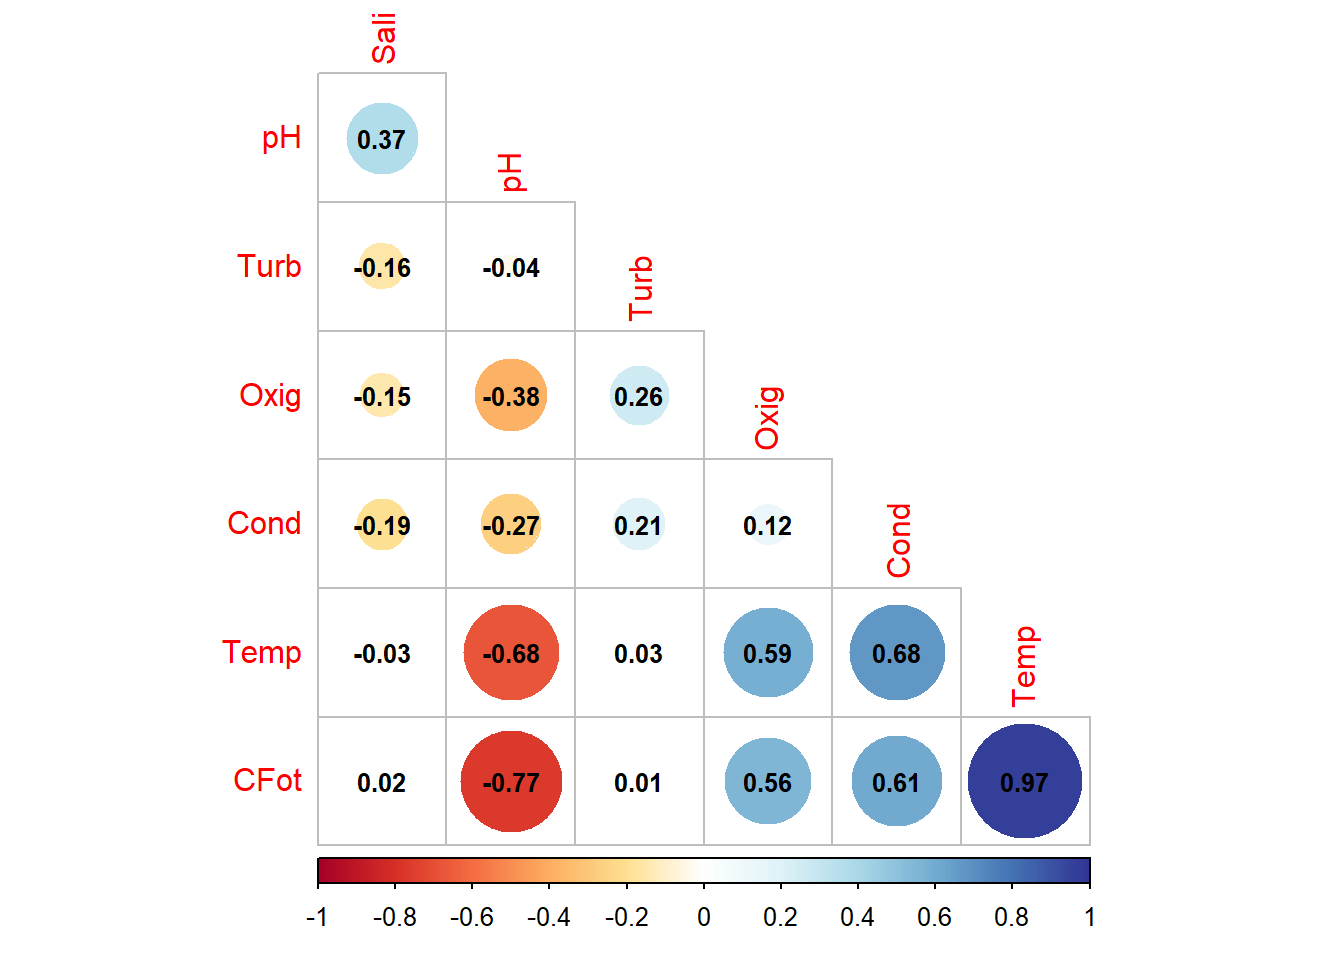 Sali
pH 0.37 pH
Turb -0.16 -0.04 Turb
Oxig -0.15 -0.38 0.26 Oxig
Cond -0.19 -0.27 0.21 0.12 Cond
Temp -0.03 -0.68 0.03 0.59 0.68 Temp
CFot 0.02 -0.77 0.01 0.56 0.61 0.97
-1 -0.8 -0.6 -0.4 -0.2 0 0.2 0.4 0.6 0.8 1